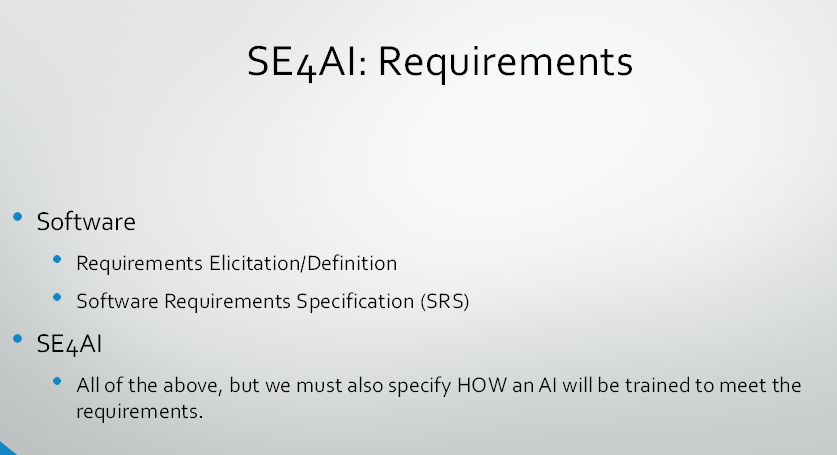 SE4AI: Requirements
• Software
• Requirements Elicitation/Definition
• Software Requirements Specification (SRS)
• SE4AI
• All of the above, but we must also specify HOW an AI will be trained to meet the
requirements.